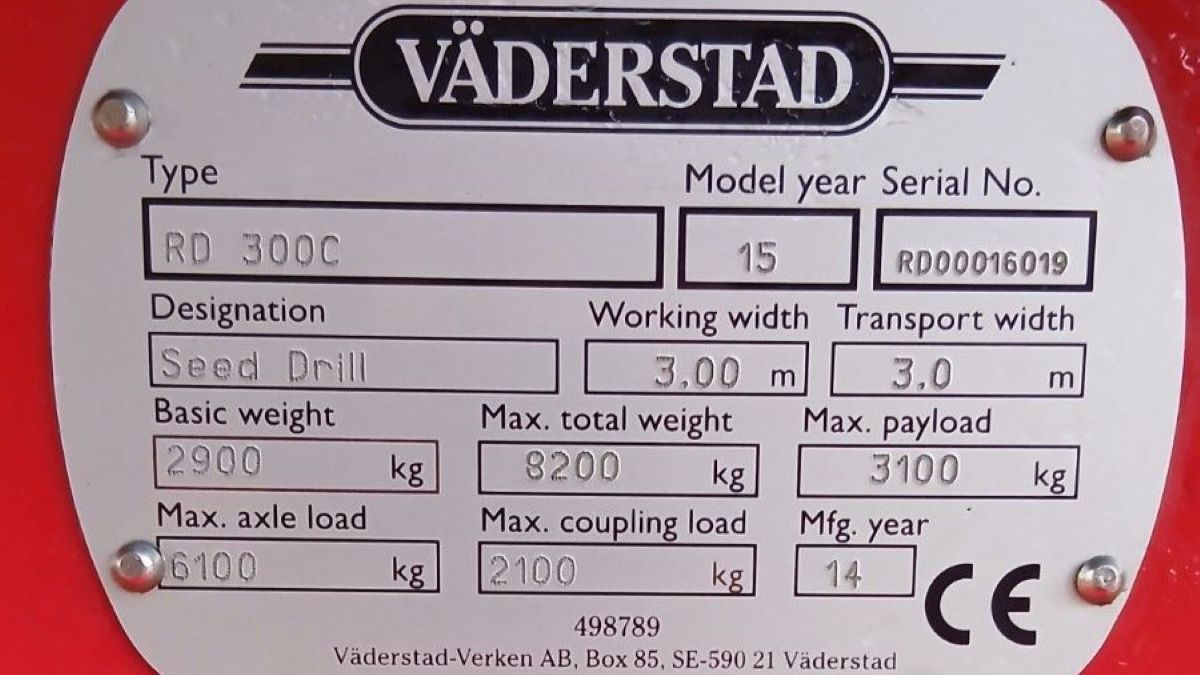 VÄDERSTAD
Type Model year Serial No.
RD 300C 15 RD00016019
Designation Working width Transport width
Seed Drill 3.00 m 3.0 m
Basic weight Max. total weight Max. payload
2900 kg 8200 kg 3100 kg
Max. axle load Max. coupling load Mfg. year
6100 kg 2100 kg 14
CE
498789
Väderstad-Verken AB, Box 85, SE-590 21 Väderstad